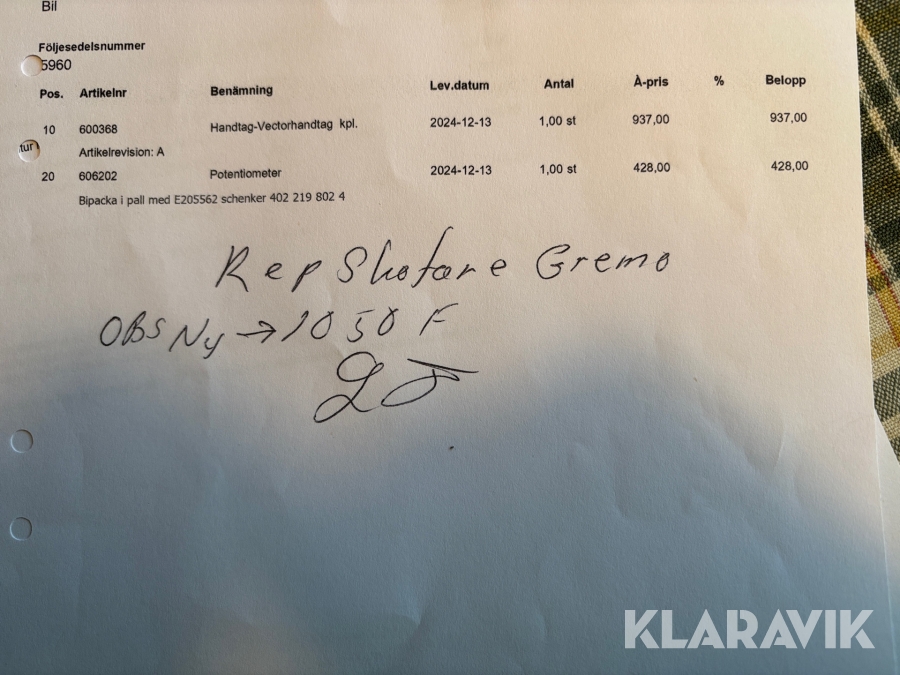 Bil
Följesedelsnummer
5960
Pos. Artikelnr Benämning Lev.datum Antal À-pris % Belopp
10 600368 Handtag-Vectorhandtag kpl. 2024-12-13 1,00 st 937,00 937,00
tur
Artikelrevision: A
20 606202 Potentiometer 2024-12-13 1,00 st 428,00 428,00
Bipacka i pall med E205562 schenker 402 219 802 4
Rep Skotare Gremo
OBS Ny → 1050 F
KLARAVIK